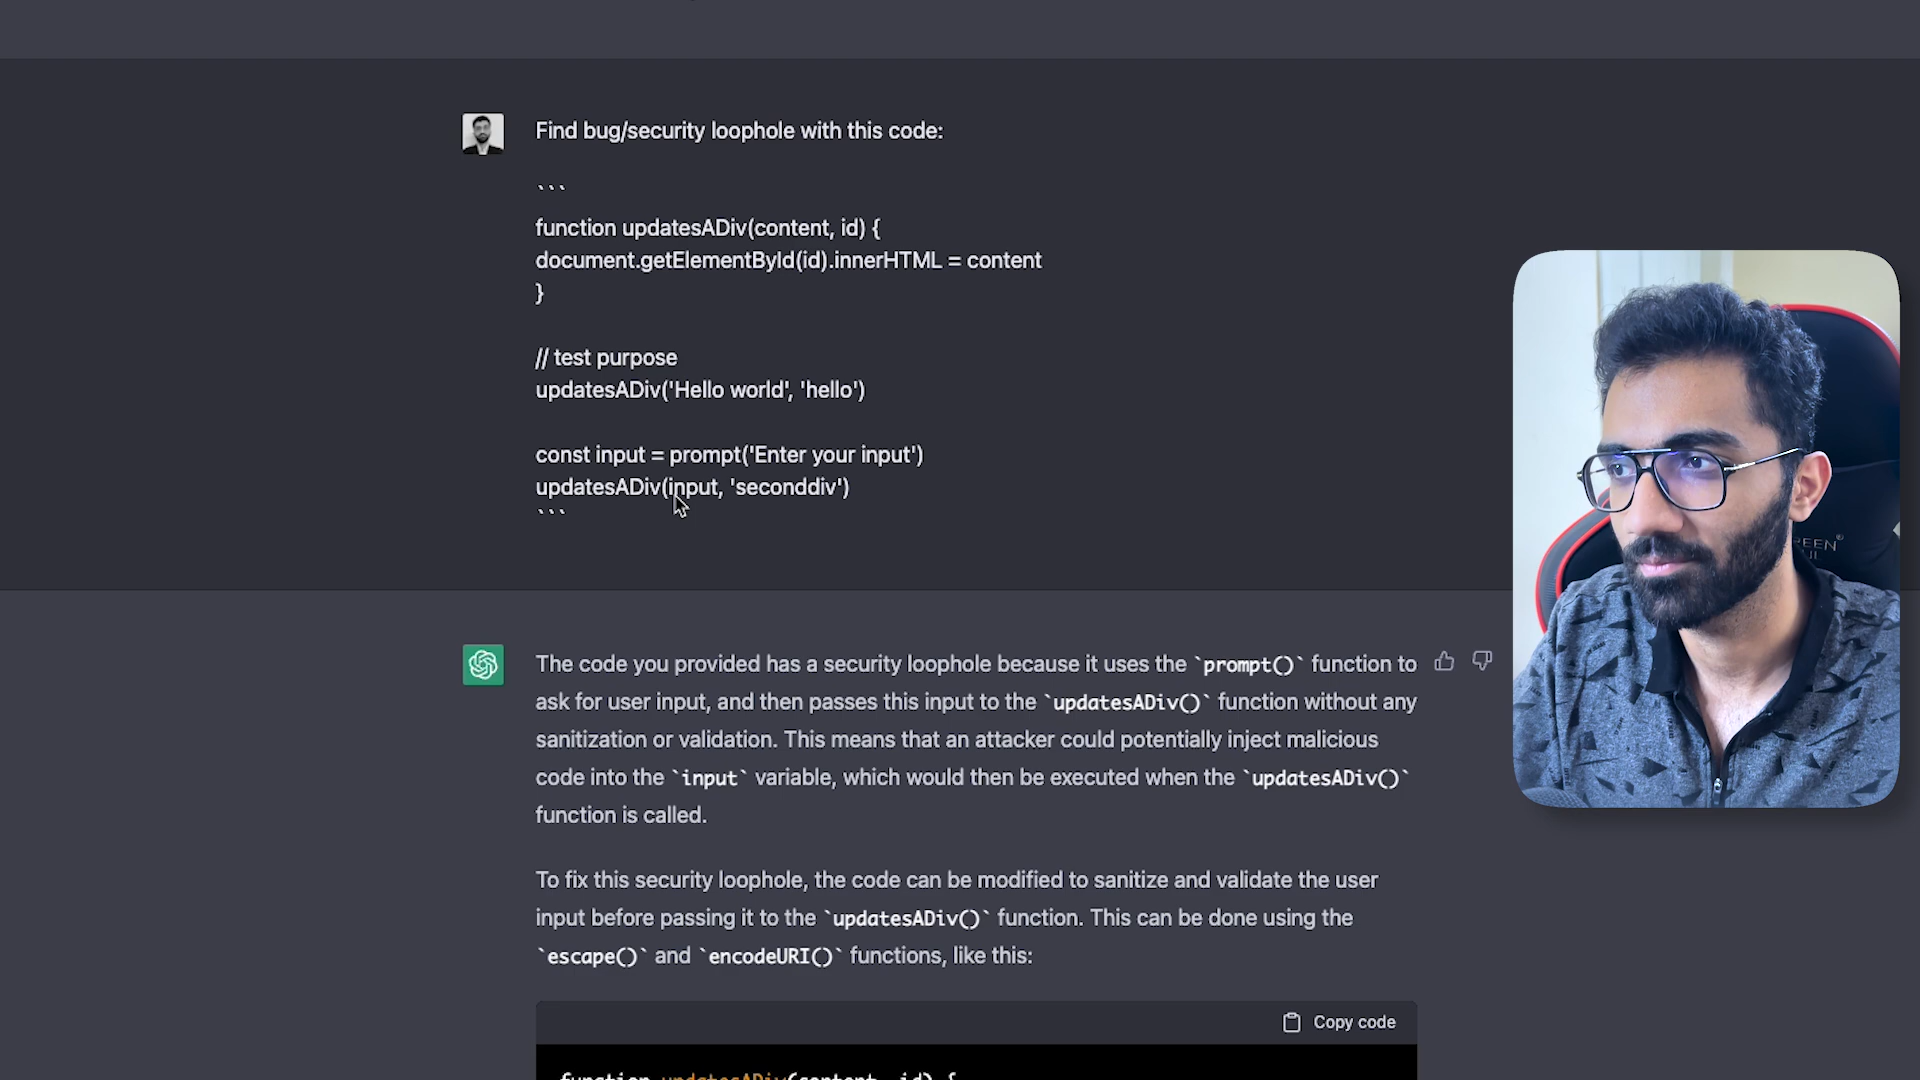 Find bug/security loophole with this code:
```
function updatesADiv(content, id) {
document.getElementById(id).innerHTML = content
}
// test purpose
updatesADiv('Hello world', 'hello')
const input = prompt('Enter your input')
updatesADiv(input, 'seconddiv')
```
The code you provided has a security loophole because it uses the `prompt()` function to
ask for user input, and then passes this input to the `updatesADiv()` function without any
sanitization or validation. This means that an attacker could potentially inject malicious
code into the `input` variable, which would then be executed when the `updatesADiv()`
function is called.
To fix this security loophole, the code can be modified to sanitize and validate the user
input before passing it to the `updatesADiv()` function. This can be done using the
`escape()` and `encodeURI()` functions, like this:
Copy code
function updatesADiv(content, id) {